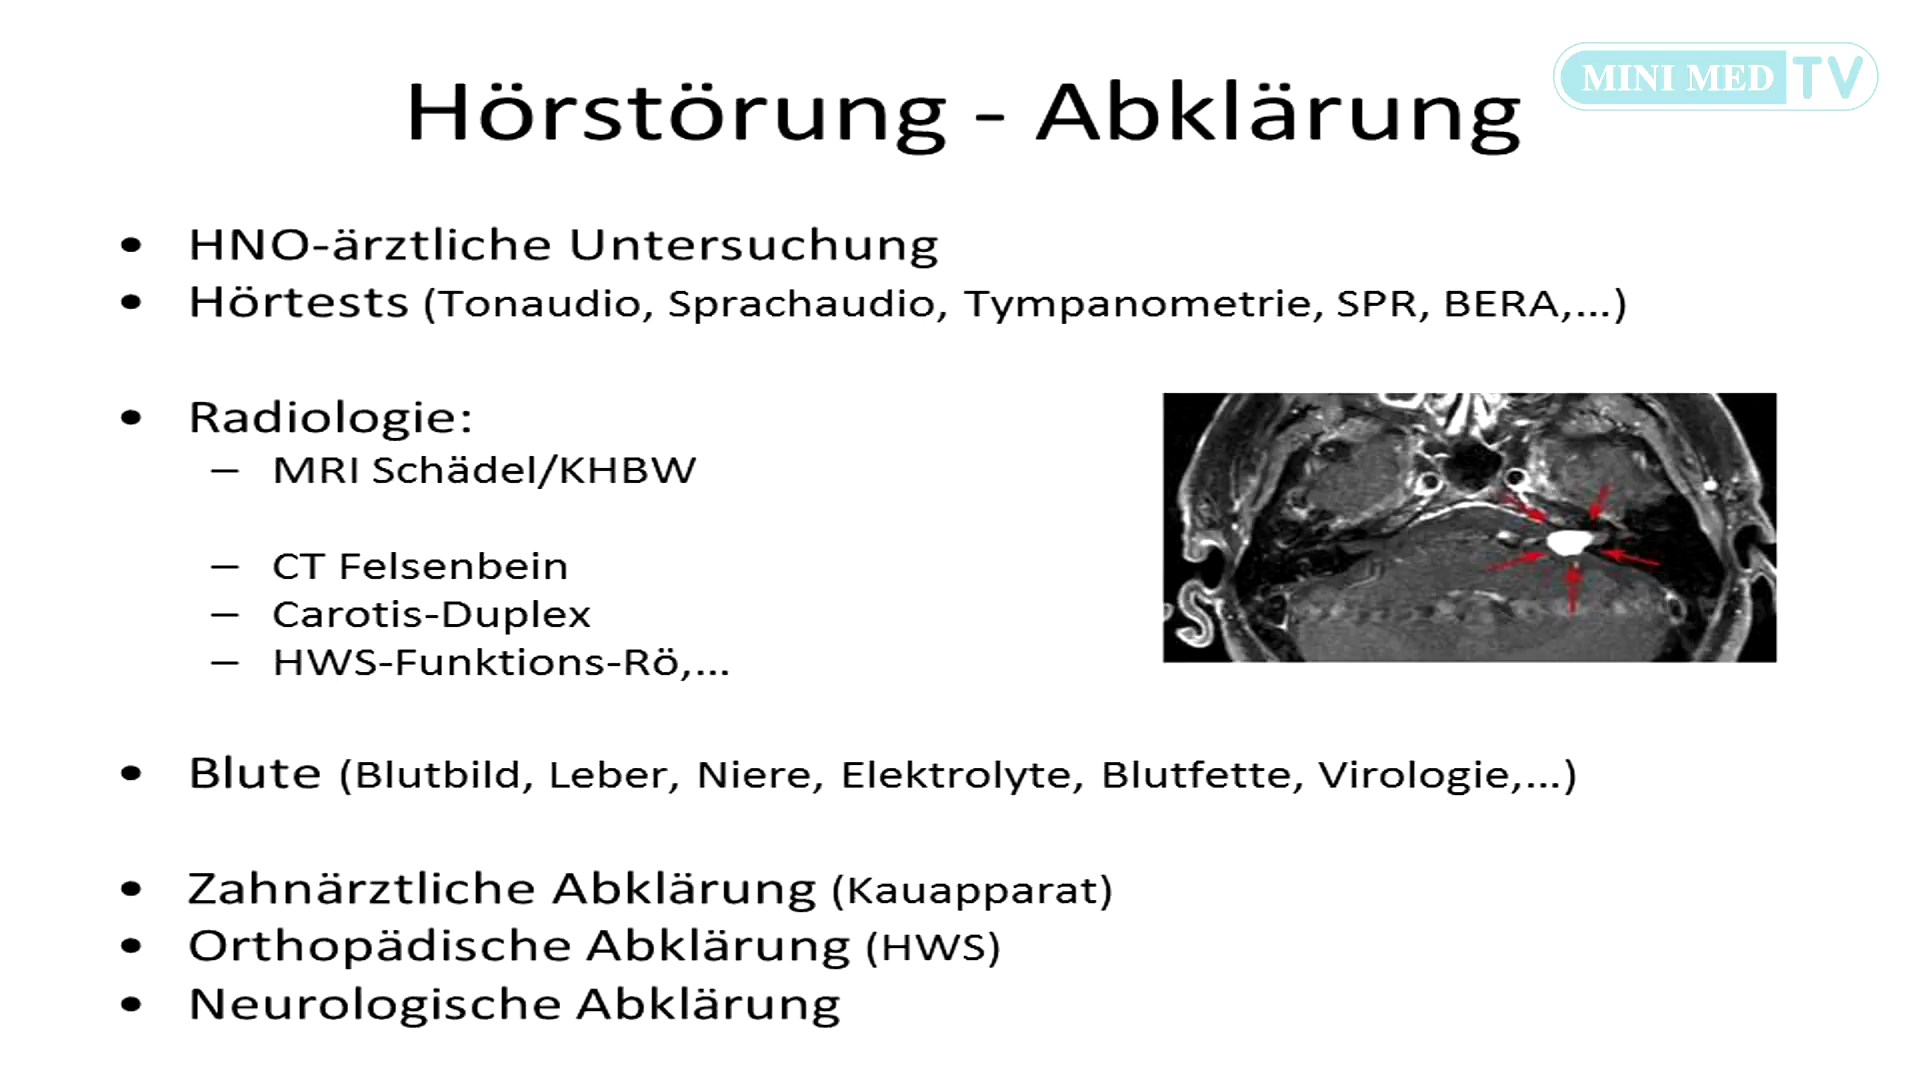 MINI MED TV
Hörstörung - Abklärung
• HNO-ärztliche Untersuchung
• Hörtests (Tonaudio, Sprachaudio, Tympanometrie, SPR, BERA,...)
• Radiologie:
– MRI Schädel/KHBW
– CT Felsenbein
– Carotis-Duplex
– HWS-Funktions-Rö,...
• Blute (Blutbild, Leber, Niere, Elektrolyte, Blutfette, Virologie,...)
• Zahnärztliche Abklärung (Kauapparat)
• Orthopädische Abklärung (HWS)
• Neurologische Abklärung